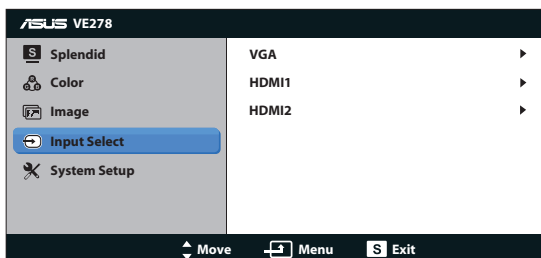 ASUS VE278
S Splendid
Color
Image
Input Select
System Setup
VGA
HDMI1
HDMI2
Move Menu S Exit